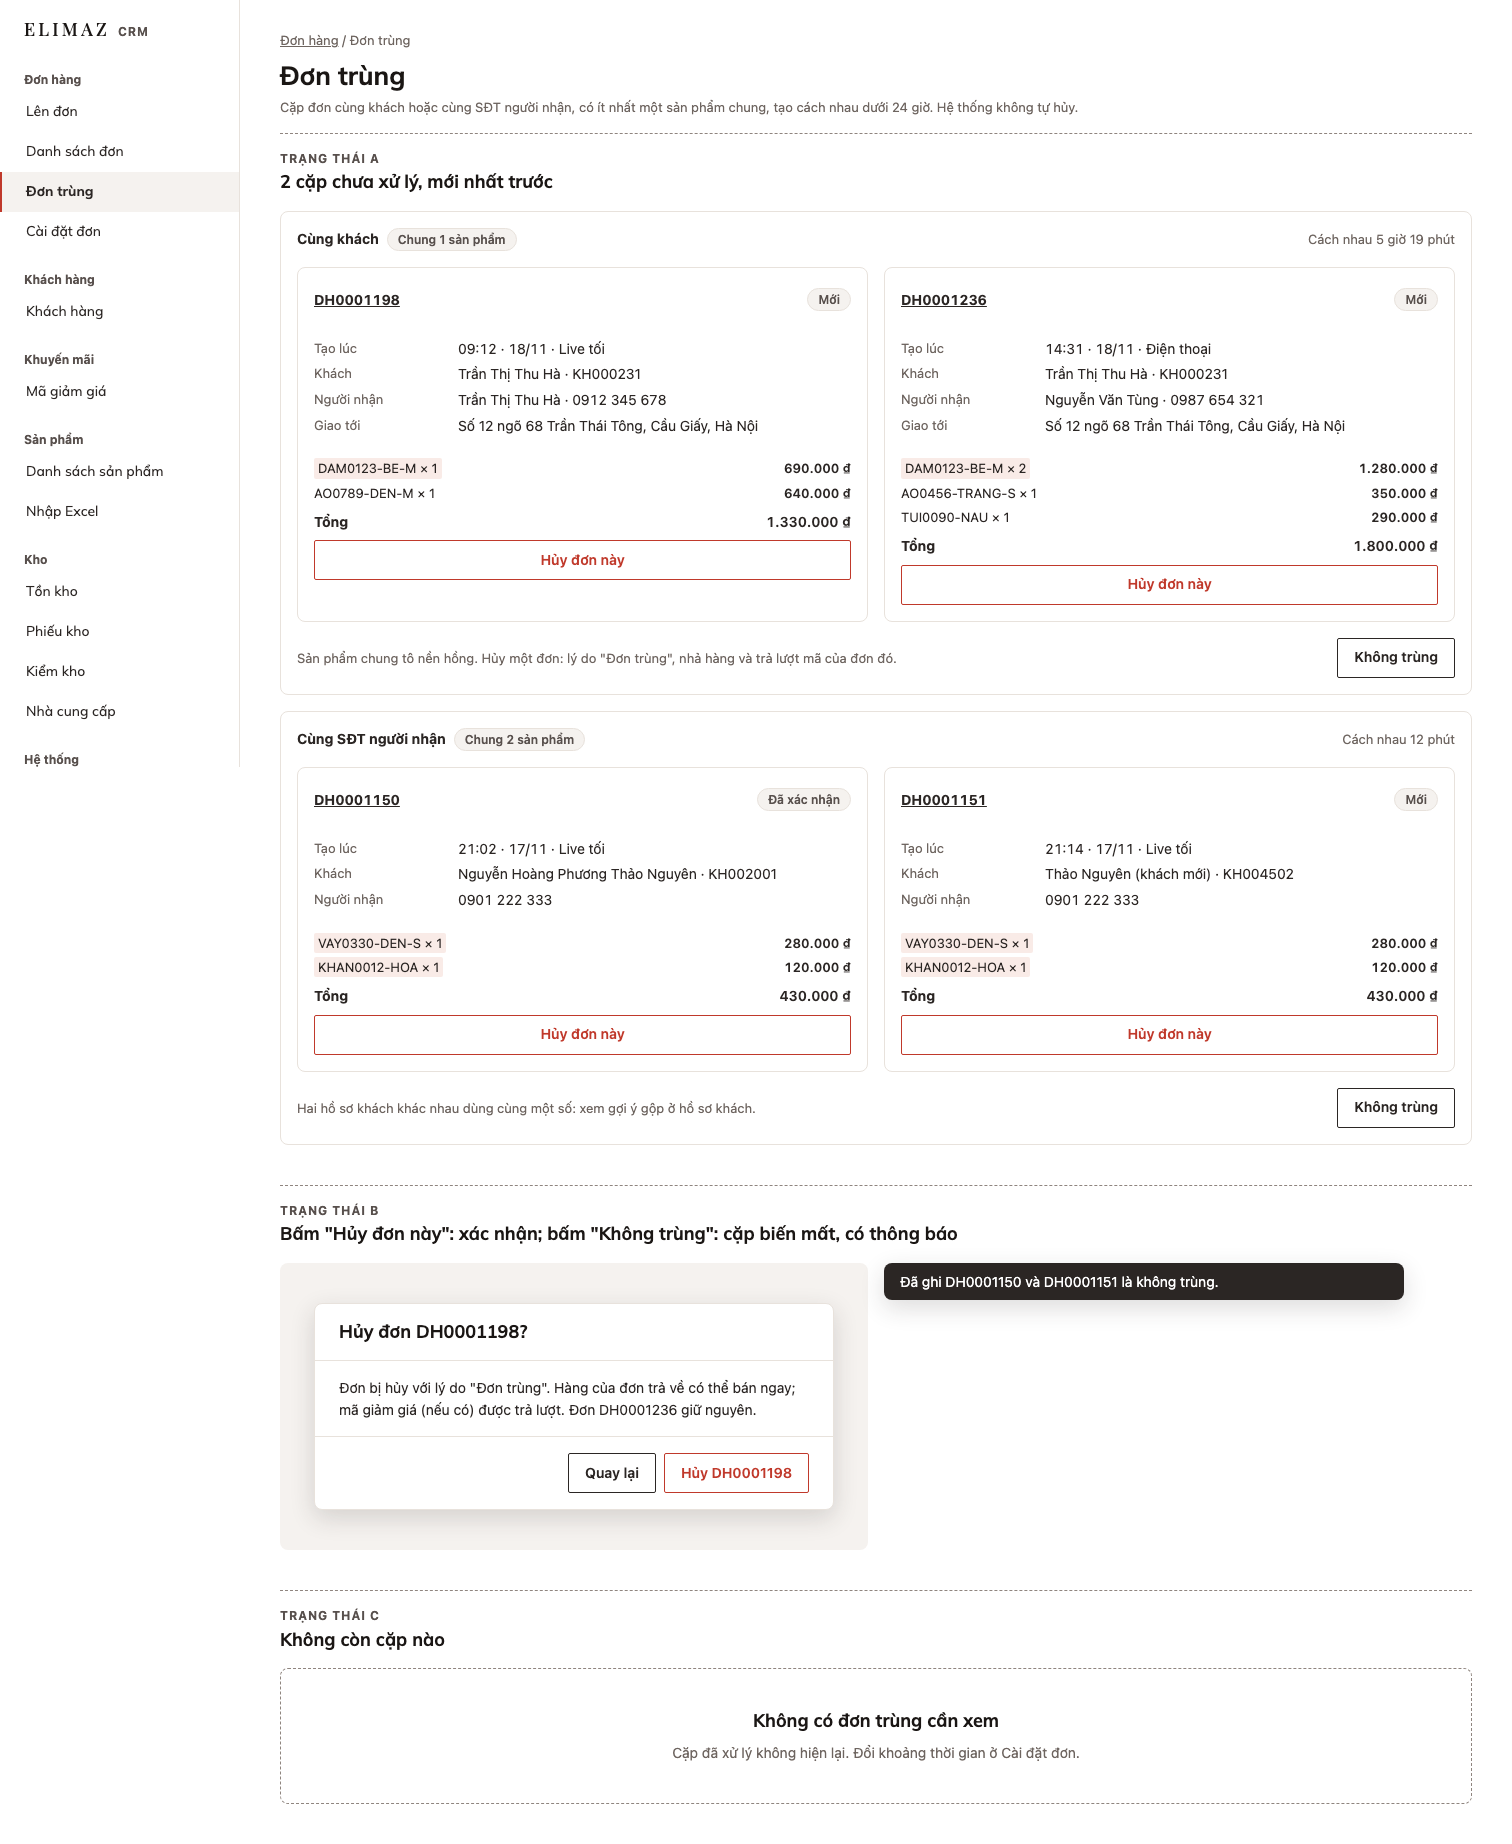 ELIMAZ CRM
Đơn hàng
Lên đơn
Danh sách đơn
Đơn trùng
Cài đặt đơn
Khách hàng
Khách hàng
Khuyến mãi
Mã giảm giá
Sản phẩm
Danh sách sản phẩm
Nhập Excel
Kho
Tồn kho
Phiếu kho
Kiểm kho
Nhà cung cấp
Hệ thống
Đơn hàng / Đơn trùng
Đơn trùng
Cặp đơn cùng khách hoặc cùng SĐT người nhận, có ít nhất một sản phẩm chung, tạo cách nhau dưới 24 giờ. Hệ thống không tự hủy.
TRẠNG THÁI A
2 cặp chưa xử lý, mới nhất trước
Cùng khách Chung 1 sản phẩm Cách nhau 5 giờ 19 phút
DH0001198 Mới
Tạo lúc 09:12 · 18/11 · Live tối
Khách Trần Thị Thu Hà · KH000231
Người nhận Trần Thị Thu Hà · 0912 345 678
Giao tới Số 12 ngõ 68 Trần Thái Tông, Cầu Giấy, Hà Nội
DAM0123-BE-M × 1 690.000 ₫
AO0789-DEN-M × 1 640.000 ₫
Tổng 1.330.000 ₫
Hủy đơn này
DH0001236 Mới
Tạo lúc 14:31 · 18/11 · Điện thoại
Khách Trần Thị Thu Hà · KH000231
Người nhận Nguyễn Văn Tùng · 0987 654 321
Giao tới Số 12 ngõ 68 Trần Thái Tông, Cầu Giấy, Hà Nội
DAM0123-BE-M × 2 1.280.000 ₫
AO0456-TRANG-S × 1 350.000 ₫
TUI0090-NAU × 1 290.000 ₫
Tổng 1.800.000 ₫
Hủy đơn này
Sản phẩm chung tô nền hồng. Hủy một đơn: lý do "Đơn trùng", nhả hàng và trả lượt mã của đơn đó.
Không trùng
Cùng SĐT người nhận Chung 2 sản phẩm Cách nhau 12 phút
DH0001150 Đã xác nhận
Tạo lúc 21:02 · 17/11 · Live tối
Khách Nguyễn Hoàng Phương Thảo Nguyên · KH002001
Người nhận 0901 222 333
VAY0330-DEN-S × 1 280.000 ₫
KHAN0012-HOA × 1 120.000 ₫
Tổng 430.000 ₫
Hủy đơn này
DH0001151 Mới
Tạo lúc 21:14 · 17/11 · Live tối
Khách Thảo Nguyên (khách mới) · KH004502
Người nhận 0901 222 333
VAY0330-DEN-S × 1 280.000 ₫
KHAN0012-HOA × 1 120.000 ₫
Tổng 430.000 ₫
Hủy đơn này
Hai hồ sơ khách khác nhau dùng cùng một số: xem gợi ý gộp ở hồ sơ khách.
Không trùng
TRẠNG THÁI B
Bấm "Hủy đơn này": xác nhận; bấm "Không trùng": cặp biến mất, có thông báo
Hủy đơn DH0001198?
Đơn bị hủy với lý do "Đơn trùng". Hàng của đơn trả về có thể bán ngay;
mã giảm giá (nếu có) được trả lượt. Đơn DH0001236 giữ nguyên.
Quay lại Hủy DH0001198
Đã ghi DH0001150 và DH0001151 là không trùng.
TRẠNG THÁI C
Không còn cặp nào
Không có đơn trùng cần xem
Cặp đã xử lý không hiện lại. Đổi khoảng thời gian ở Cài đặt đơn.